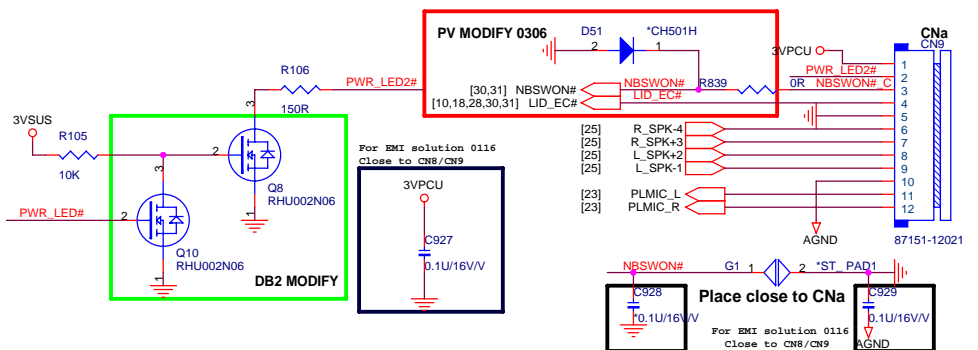 PV MODIFY 0306
D51
*CH501H
2
1
CNa
CN9
3VPCU
R106
PWR_LED2#
150R
3
2
1
Q8
RHU002N06
3VSUS
R105
10K
3
2
1
PWR_LED#
Q10
RHU002N06
DB2 MODIFY
[30,31] NBSWON#
NBSWON#
R839
0R
NBSWON#_C
[10,18,28,30,31] LID_EC#
LID_EC#
PWR_LED2#
1
2
3
4
5
6
7
8
9
10
11
12
[25] R_SPK-4
[25] R_SPK+3
[25] L_SPK+2
[25] L_SPK-1
[23] PLMIC_L
[23] PLMIC_R
AGND
87151-12021
For EMI solution 0116
Close to CN8/CN9
3VPCU
C927
0.1U/16V/V
NBSWON#
G1
1
2
*ST_PAD1
Place close to CNa
C928
*0.1U/16V/V
C929
0.1U/16V/V
AGND
For EMI solution 0116
Close to CN8/CN9